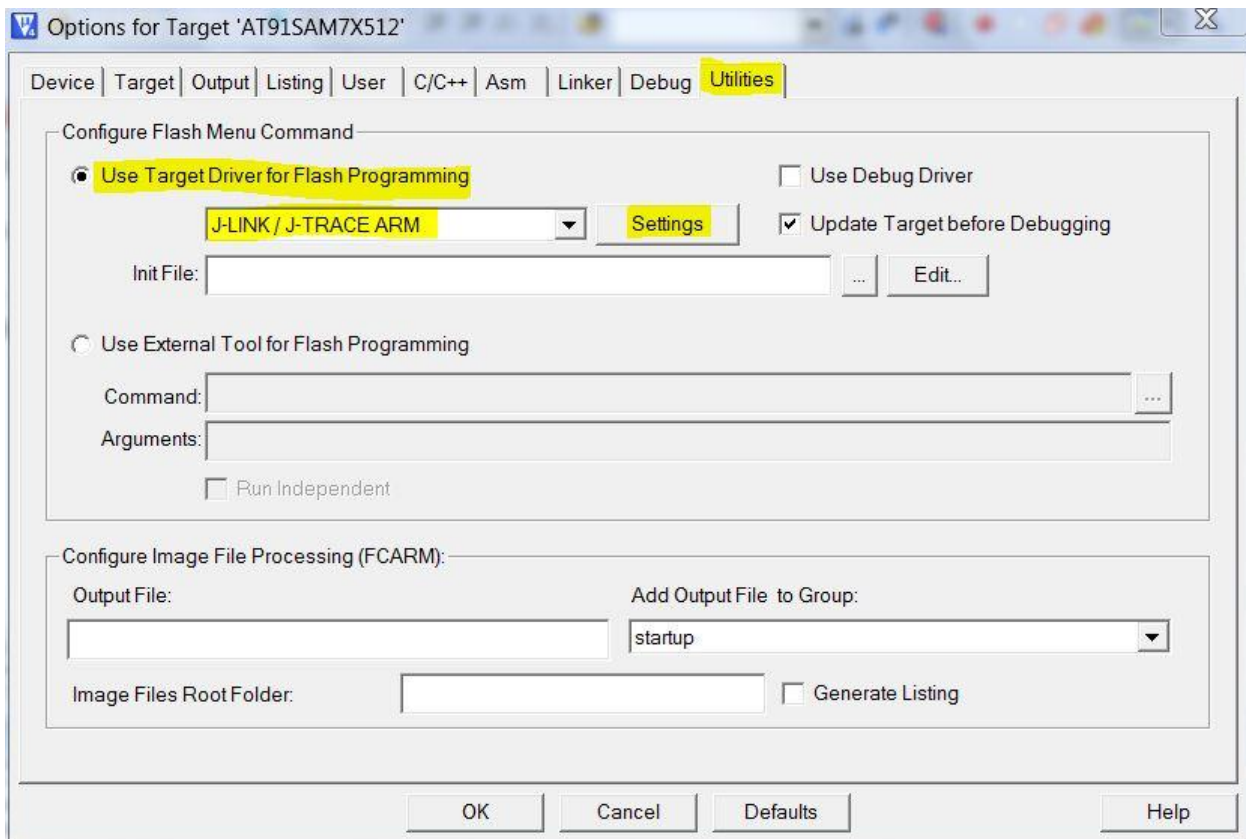 Options for Target 'AT91SAM7X512'
Device Target Output Listing User C/C++ Asm Linker Debug Utilities
Configure Flash Menu Command
Use Target Driver for Flash Programming Use Debug Driver
J-LINK / J-TRACE ARM Settings Update Target before Debugging
Init File: ... Edit...
Use External Tool for Flash Programming
Command: ...
Arguments:
Run Independent
Configure Image File Processing (FCARM):
Output File: Add Output File to Group:
startup
Image Files Root Folder: Generate Listing
OK Cancel Defaults Help